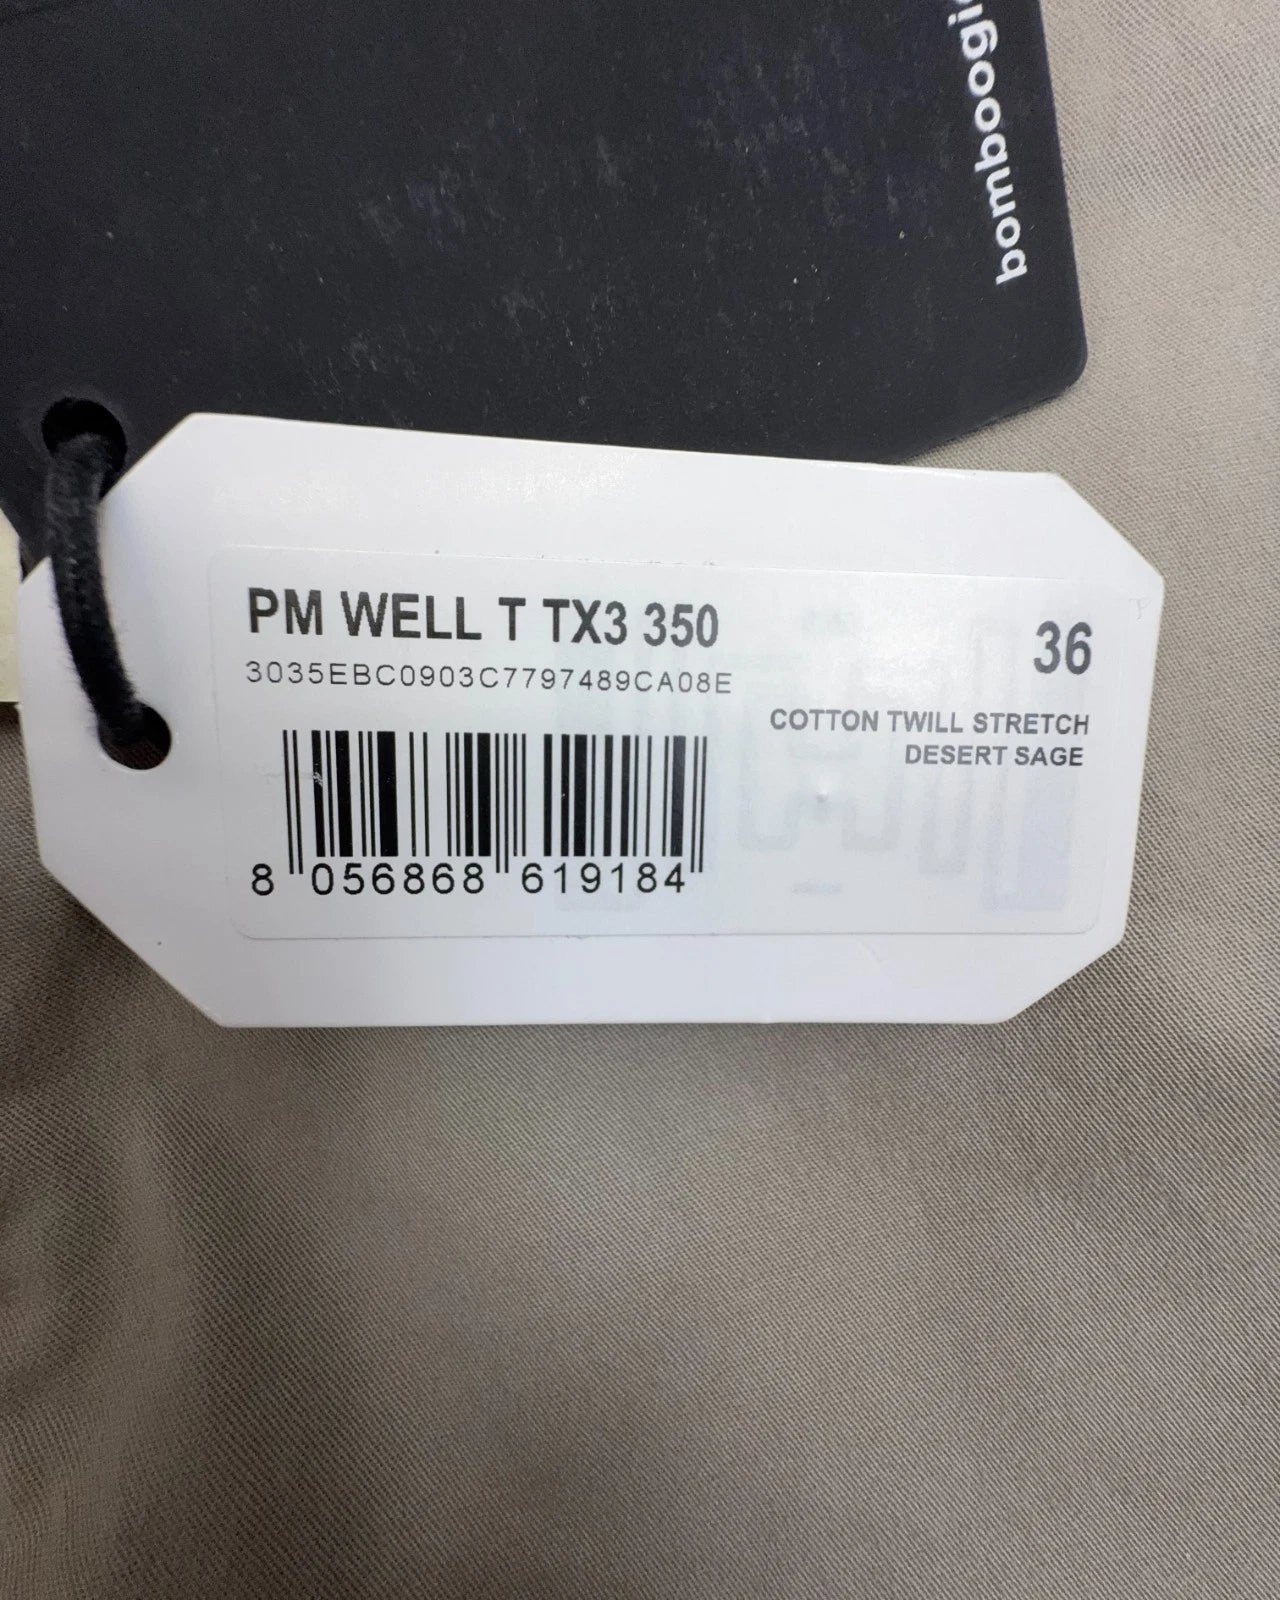 bomboogie
PM WELL T TX3 350
3035EBC0903C7797489CA08E
36
COTTON TWILL STRETCH
DESERT SAGE
8 056868 619184